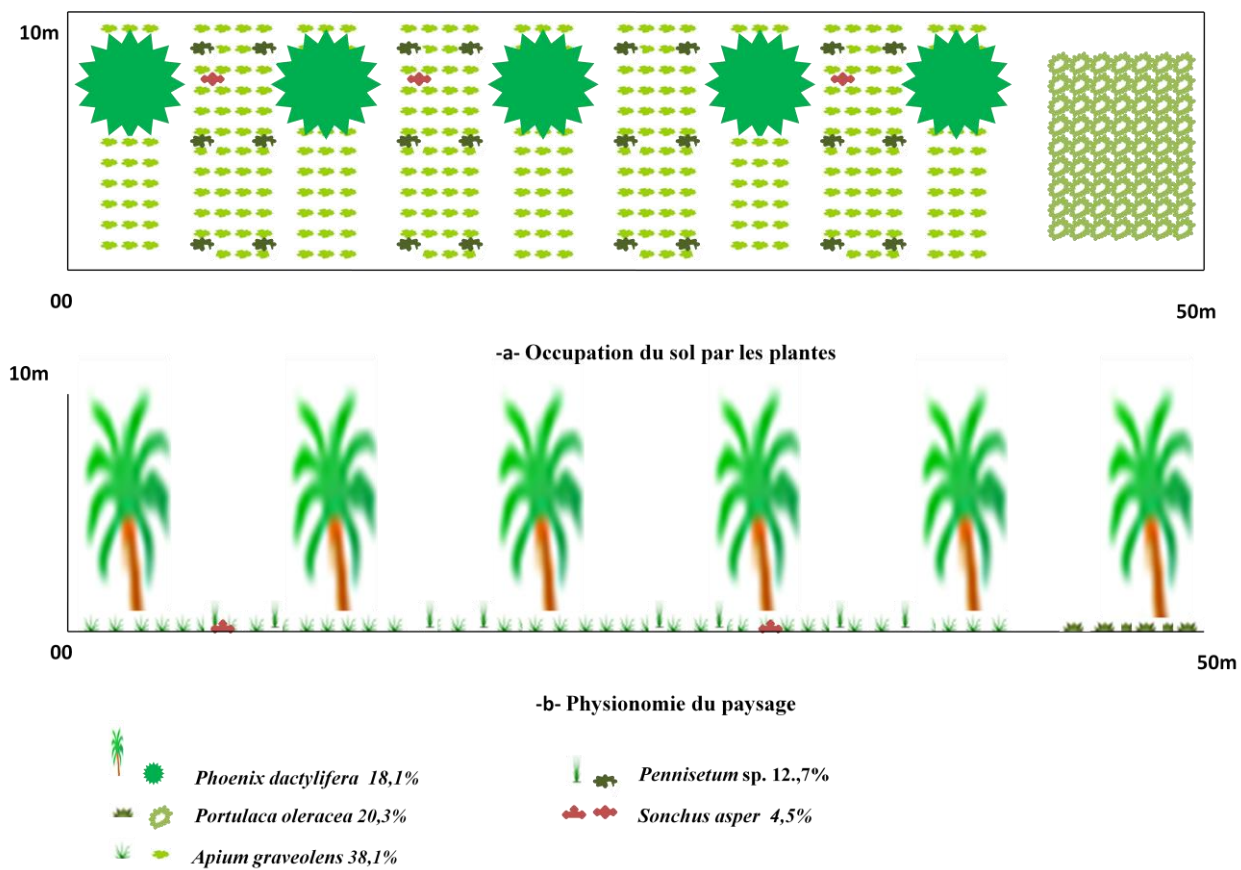 10m
00
50m
-a- Occupation du sol par les plantes
10m
00
50m
-b- Physionomie du paysage
Phoenix dactylifera 18,1%
Pennisetum sp. 12.,7%
Portulaca oleracea 20,3%
Sonchus asper 4,5%
Apium graveolens 38,1%